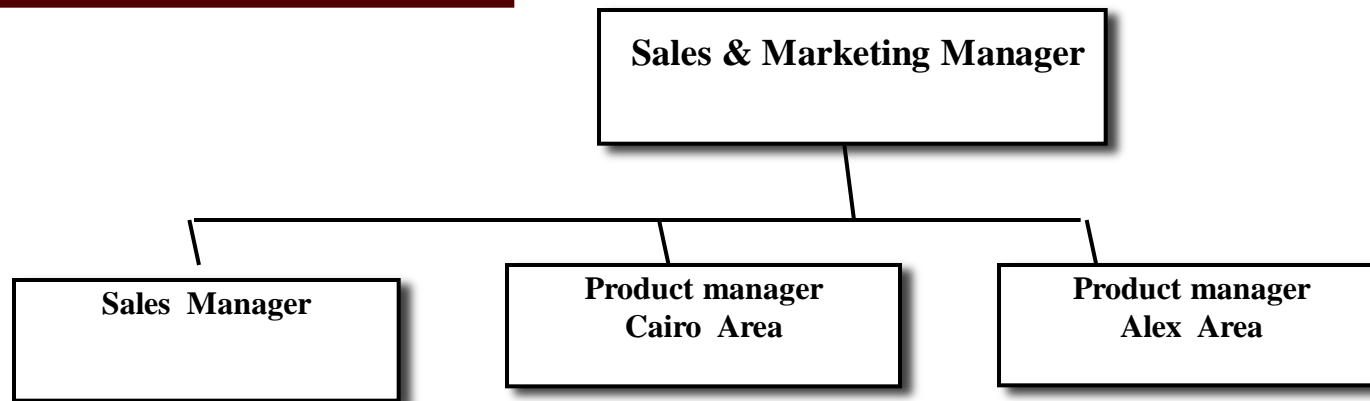 Sales & Marketing Manager
Sales Manager
Product manager
Cairo Area
Product manager
Alex Area